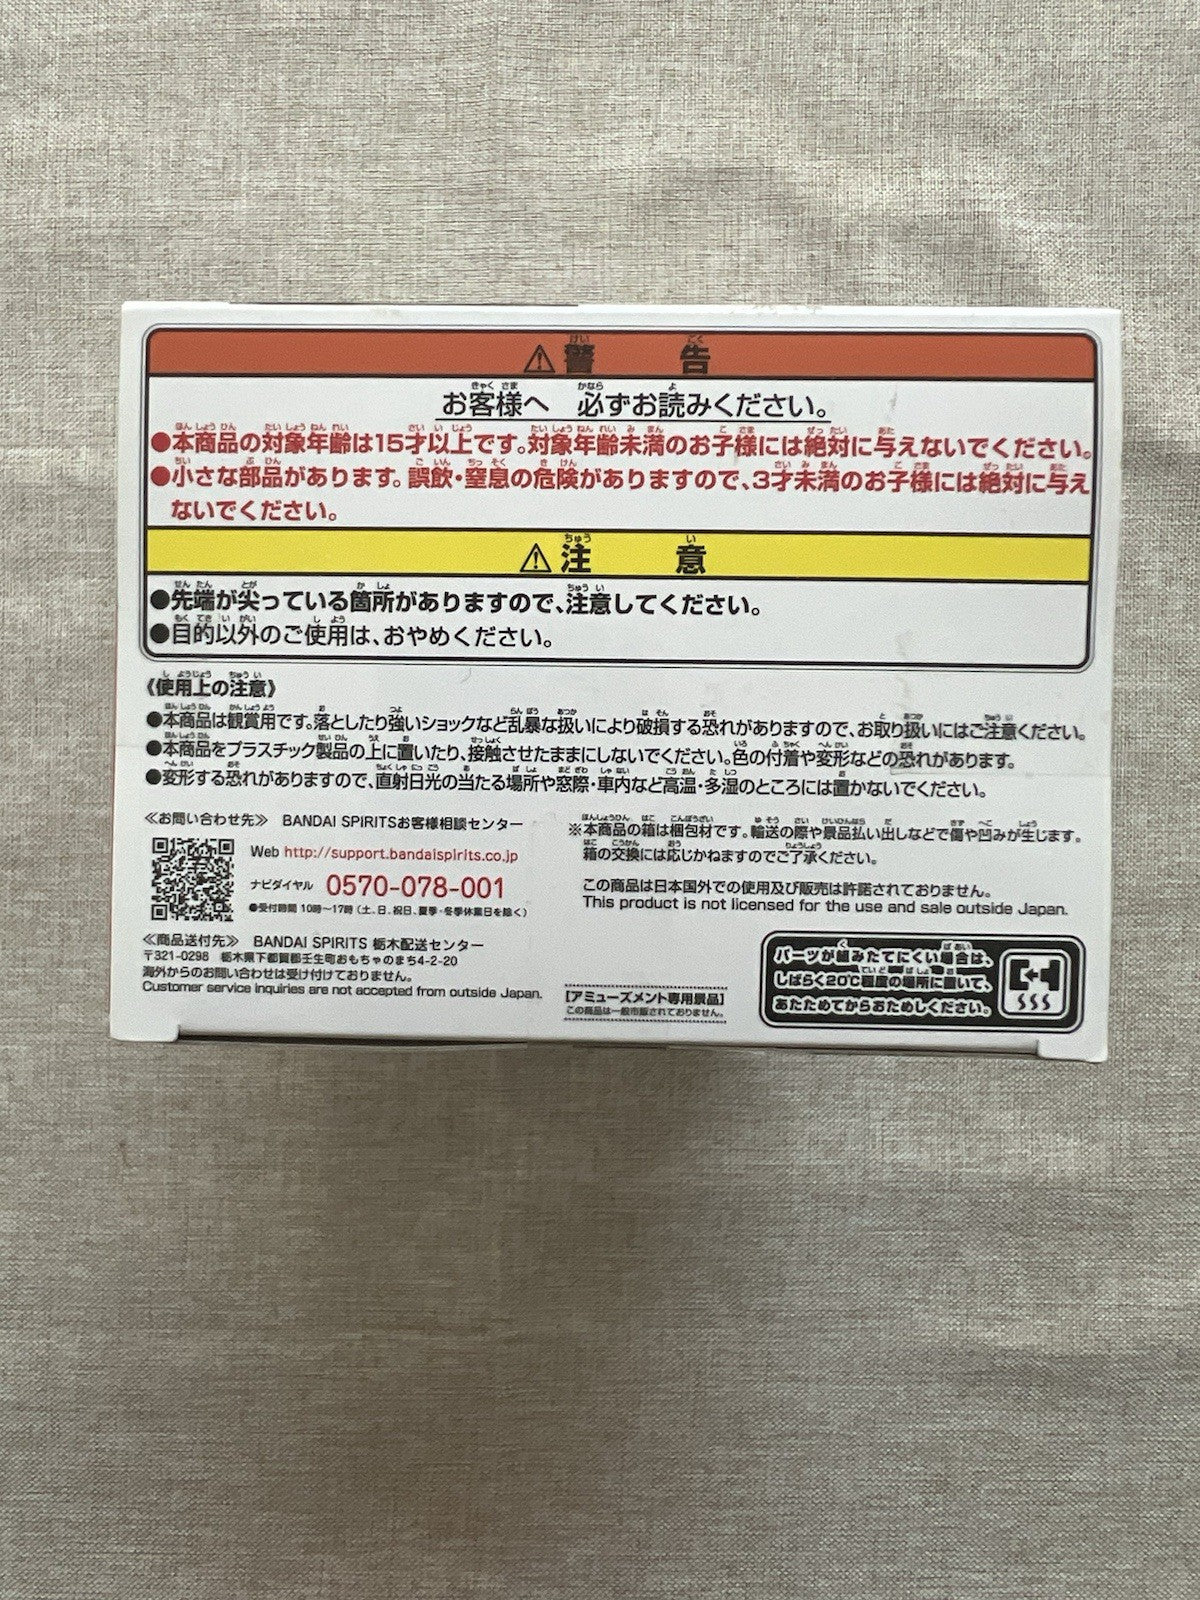 ⚠警告
お客様へ 必ずお読みください。
●本商品の対象年齢は15才以上です。対象年齢未満のお子様には絶対に与えないでください。
●小さな部品があります。誤飲・窒息の危険がありますので、3才未満のお子様には絶対に与え
ないでください。
⚠注意
●先端が尖っている箇所がありますので、注意してください。
●目的以外のご使用は、おやめください。
《使用上の注意》
●本商品は観賞用です。落としたり強いショックなど乱暴な扱いにより破損する恐れがありますので、お取り扱いにはご注意ください。
●本商品をプラスチック製品の上に置いたり、接触させたままにしないでください。色の付着や変形などの恐れがあります。
●変形する恐れがありますので、直射日光の当たる場所や窓際・車内など高温・多湿のところには置かないでください。
≪お問い合わせ先≫ BANDAI SPIRITSお客様相談センター
Web http://support.bandaispirits.co.jp
ナビダイヤル 0570-078-001
●受付時間 10時~17時 (土、日、祝日、夏季・冬季休業日を除く)
≪商品送付先≫ BANDAI SPIRITS 栃木配送センター
〒321-0298 栃木県下都賀郡壬生町おもちゃのまち4-2-20
海外からのお問い合わせは受け付けておりません。
Customer service inquiries are not accepted from outside Japan.
※本商品の箱は梱包材です。輸送の際や景品払い出しなどで傷や凹みが生じます。
箱の交換には応じかねますのでご了承ください。
この商品は日本国外での使用及び販売は許諾されておりません。
This product is not licensed for the use and sale outside Japan.
[アミューズメント専用景品]
この商品は一般市販されておりません。
パーツが組みたてにくい場合は、
しばらく20℃程度の場所に置いて、
あたためてからおためしください。